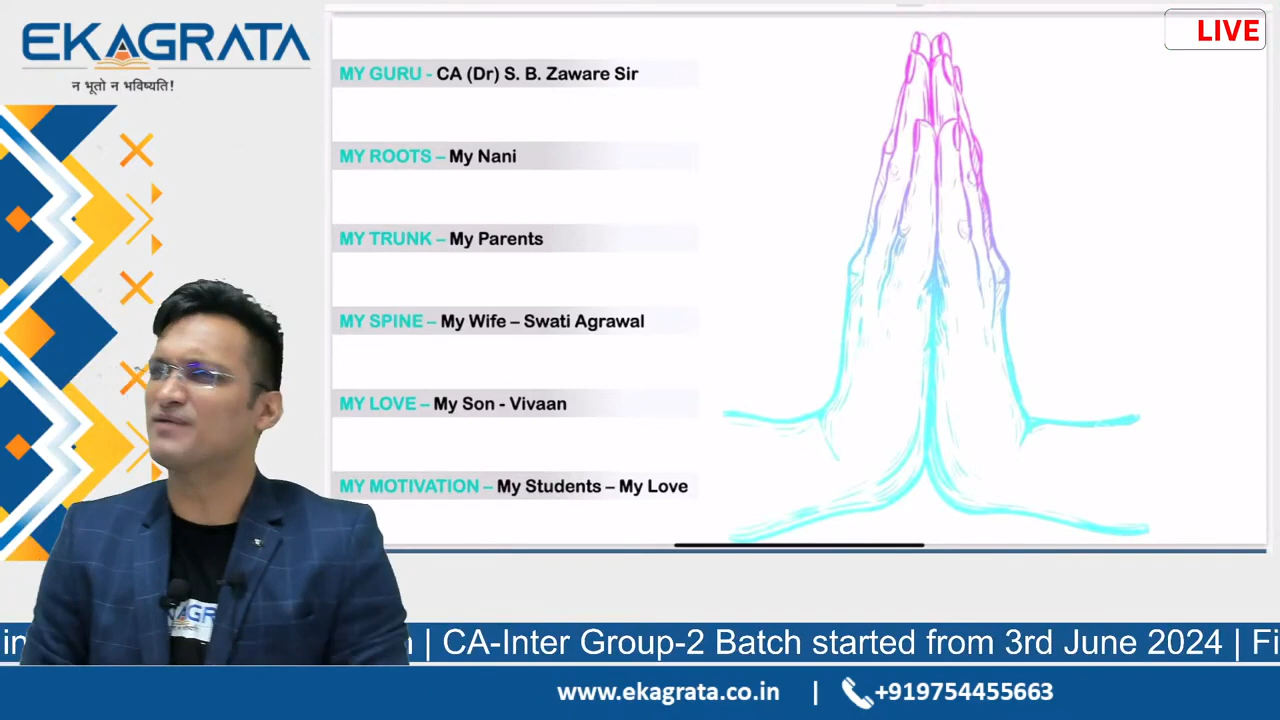 EKAGRATA
न भूतो न भविष्यति!
LIVE
MY GURU - CA (Dr) S. B. Zaware Sir
MY ROOTS – My Nani
MY TRUNK – My Parents
MY SPINE – My Wife – Swati Agrawal
MY LOVE – My Son - Vivaan
MY MOTIVATION – My Students – My Love
| CA-Inter Group-2 Batch started from 3rd June 2024 |
www.ekagrata.co.in | +919754455663